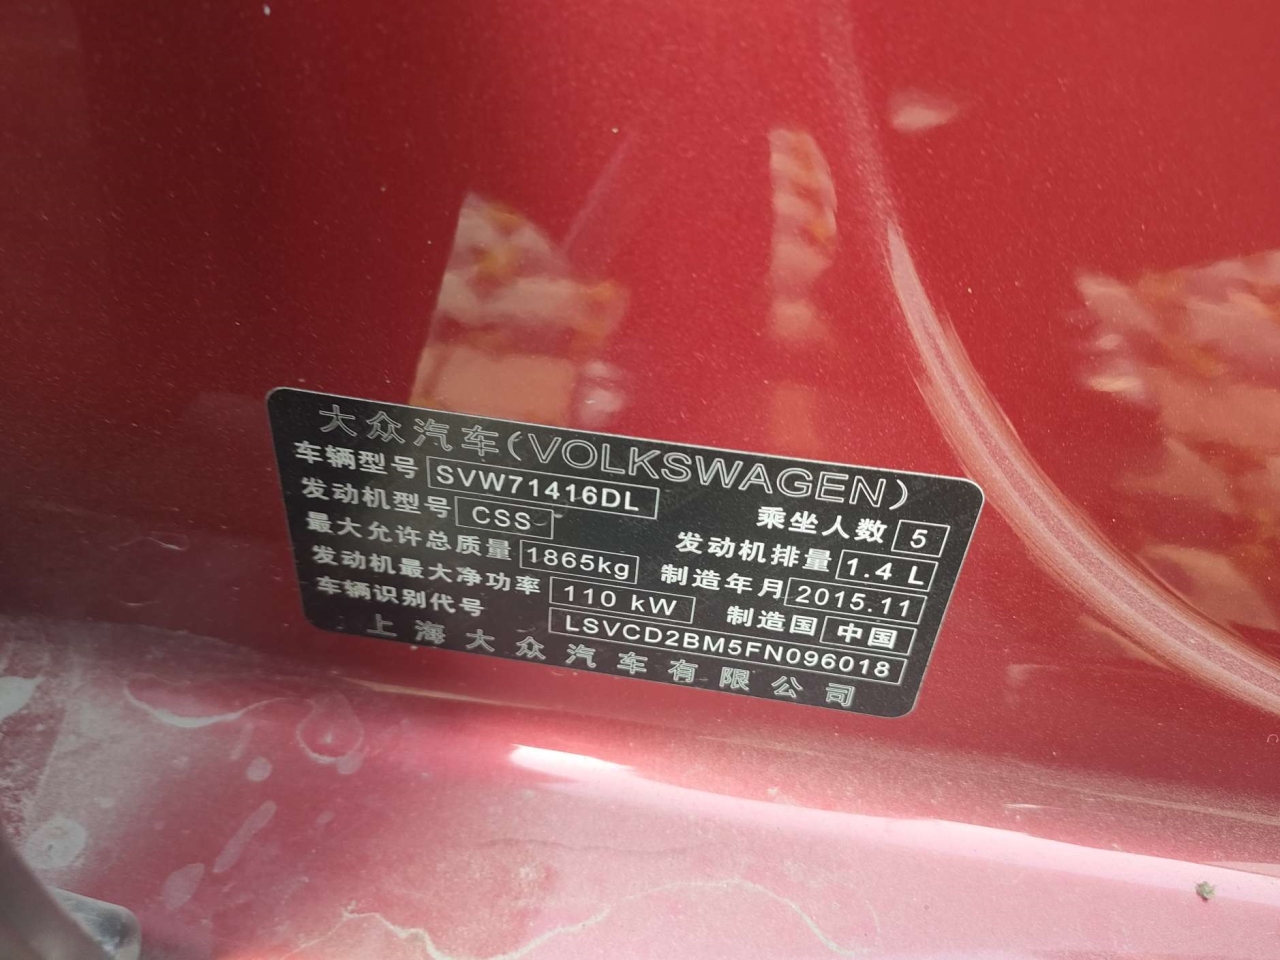 大众汽车(VOLKSWAGEN)
车辆型号 SVW71416DL 乘坐人数 5
发动机型号 CSS 发动机排量 1.4 L
最大允许总质量 1865kg 制造年月 2015.11
发动机最大净功率 110 kW 制造国 中国
车辆识别代号 LSVCD2BM5FN096018
上海大众汽车有限公司